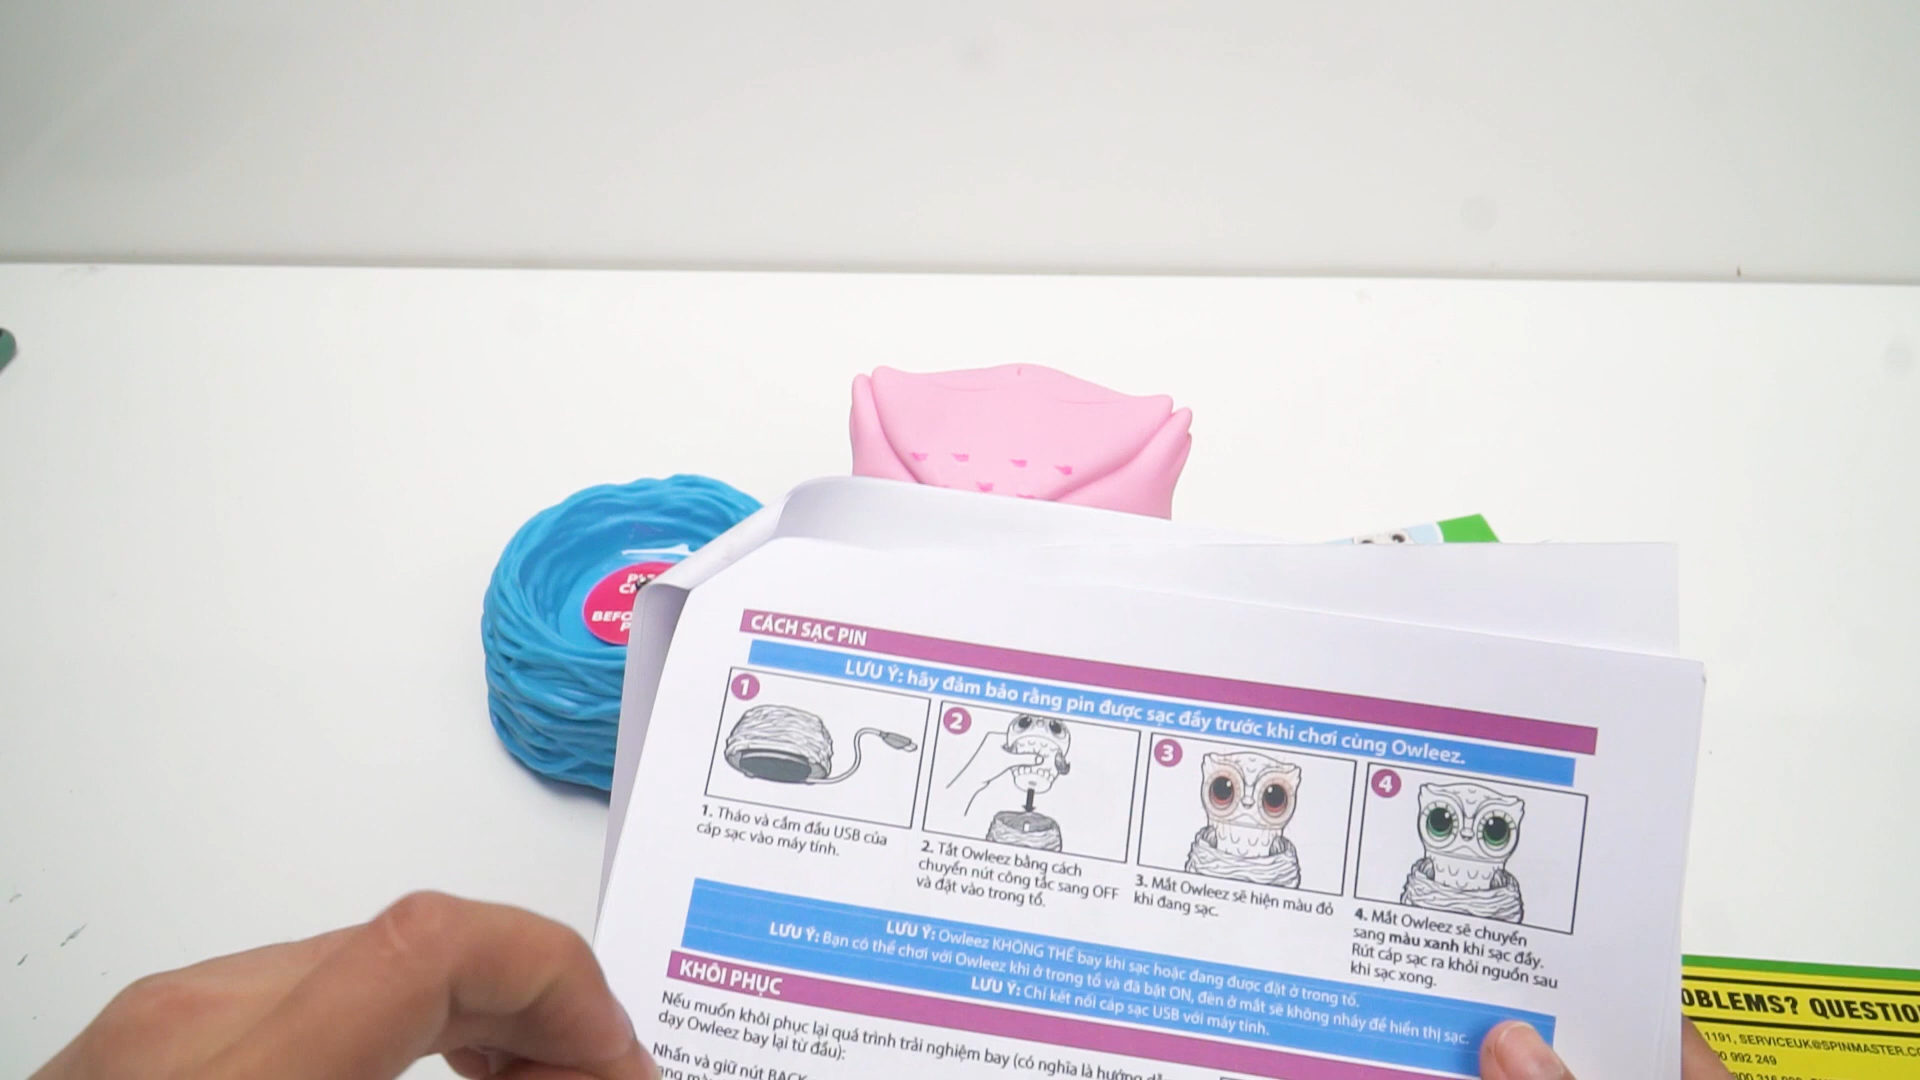 CÁCH SẠC PIN
LƯU Ý: hãy đảm bảo rằng pin được sạc đầy trước khi chơi cùng Owleez.
1
2
3
4
1. Tháo và cắm đầu USB của
cáp sạc vào máy tính.
2. Tắt Owleez bằng cách
chuyển nút công tắc sang OFF
và đặt vào trong tổ.
3. Mắt Owleez sẽ hiện màu đỏ
khi đang sạc.
4. Mắt Owleez sẽ chuyển
sang màu xanh khi sạc đầy.
Rút cáp sạc ra khỏi nguồn sau
khi sạc xong.
LƯU Ý: Owleez KHÔNG THỂ bay khi sạc hoặc đang được đặt ở trong tổ.
LƯU Ý: Bạn có thể chơi với Owleez khi ở trong tổ và đã bật ON, đèn ở mắt sẽ không nháy để hiển thị sạc.
LƯU Ý: Chỉ kết nối cáp sạc USB với máy tính.
KHÔI PHỤC
Nếu muốn khôi phục lại quá trình trải nghiệm bay (có nghĩa là hướng
dạy Owleez bay lại từ đầu):
Nhấn và giữ nút
BEFO
OBLEMS? QUESTIO
1191, SERVICEUK@SPINMASTER.CO
992 249